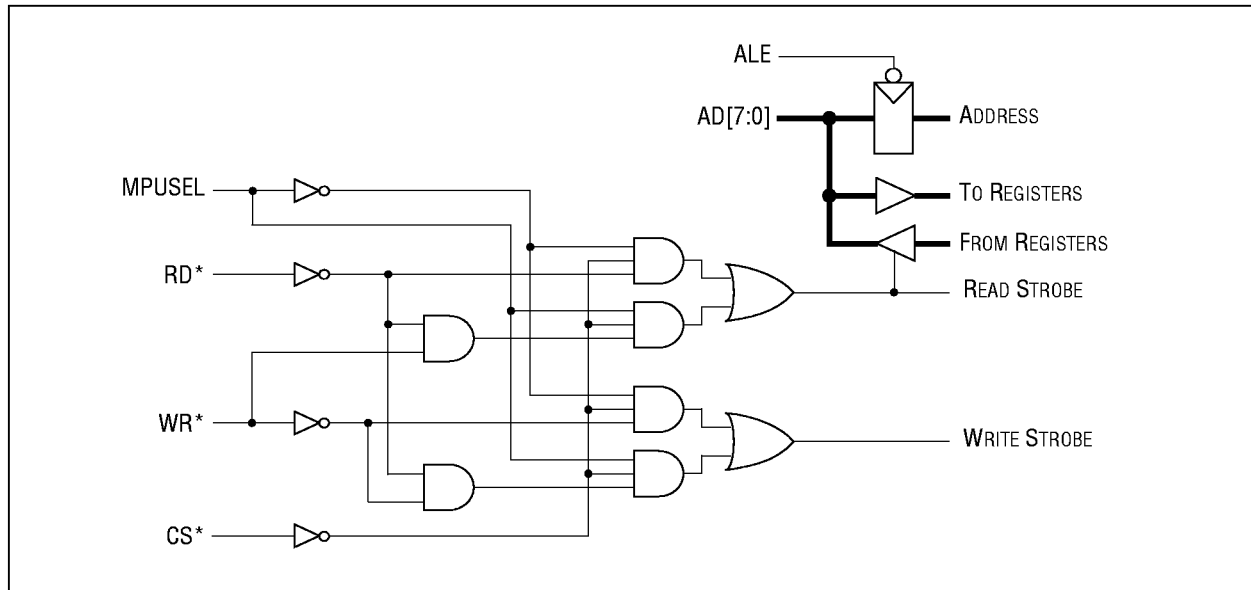 ALE
AD[7:0]
ADDRESS
MPUSEL
TO REGISTERS
FROM REGISTERS
RD*
READ STROBE
WR*
WRITE STROBE
CS*